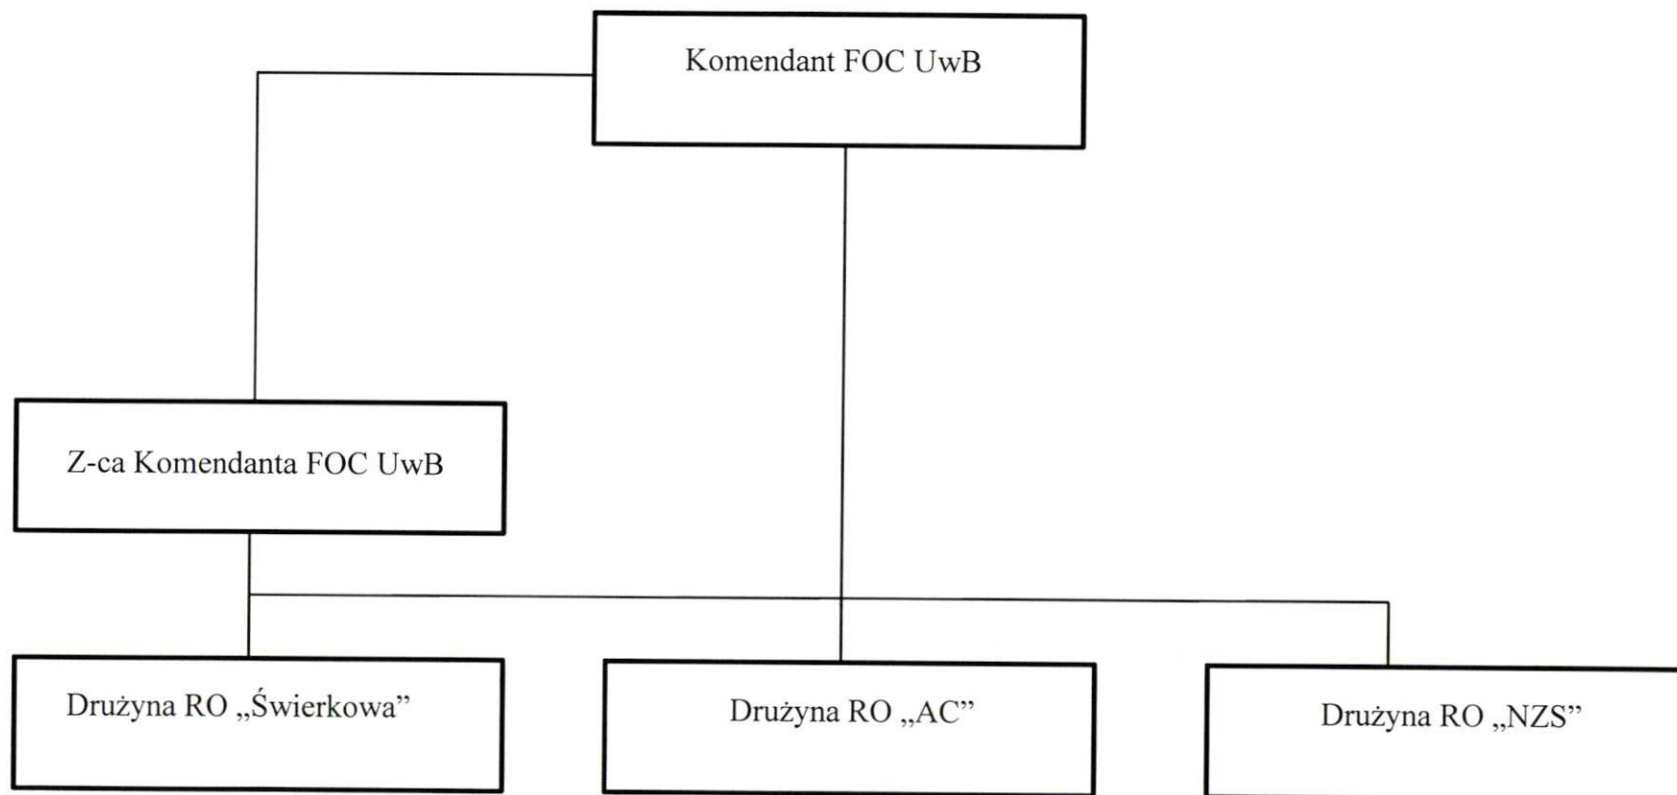 Komendant FOC UwB
Z-ca Komendanta FOC UwB
Drużyna RO „Świerkowa”
Drużyna RO „AC”
Drużyna RO „NZS”